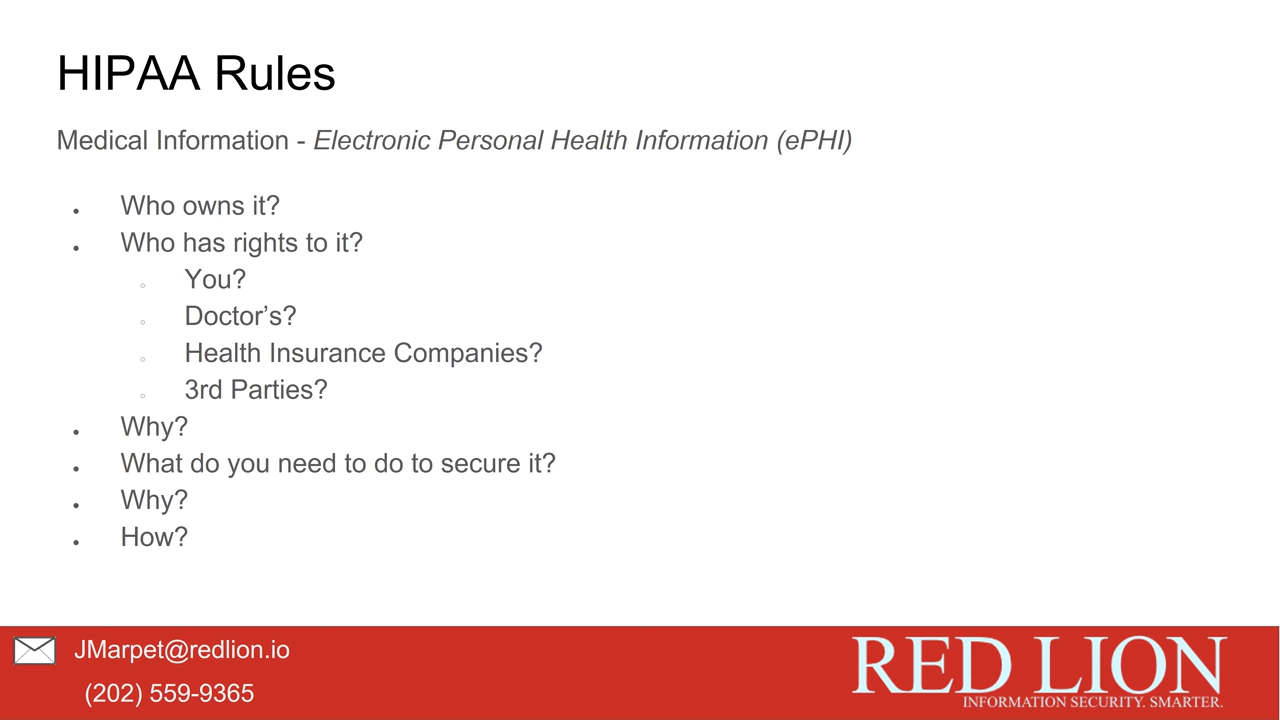 HIPAA Rules
Medical Information - Electronic Personal Health Information (ePHI)
Who owns it?
Who has rights to it?
You?
Doctor’s?
Health Insurance Companies?
3rd Parties?
Why?
What do you need to do to secure it?
Why?
How?
JMarpet@redlion.io
(202) 559-9365
RED LION
INFORMATION SECURITY. SMARTER.